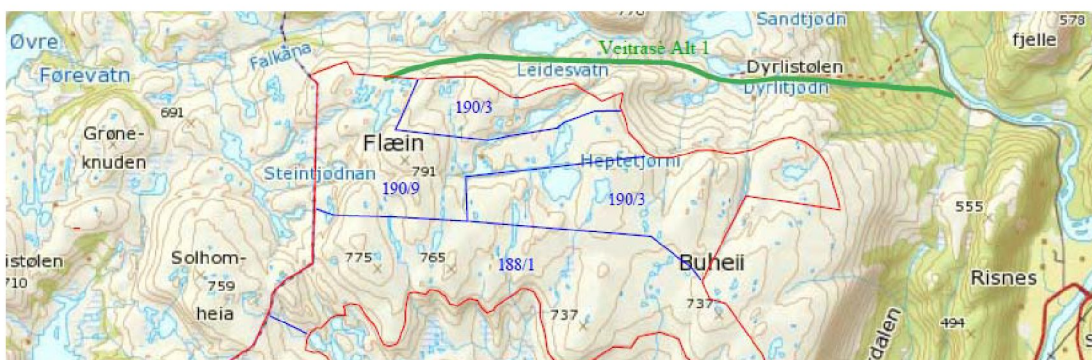 Øvre
Førevatn
Falkåna
770
Sandtjødn
578
fjelle
Veitrasè Alt 1
Leidesvatn
Dyrlistølen
Dyrlitjødn
691
Grøne-
knuden
190/3
Flæin
791
Steintjødnan
190/9
Heptetjørni
190/3
555
istølen
710
Solhom-
759
heia
775
765
188/1
Buheii
Risnes
737
737
494
dalen